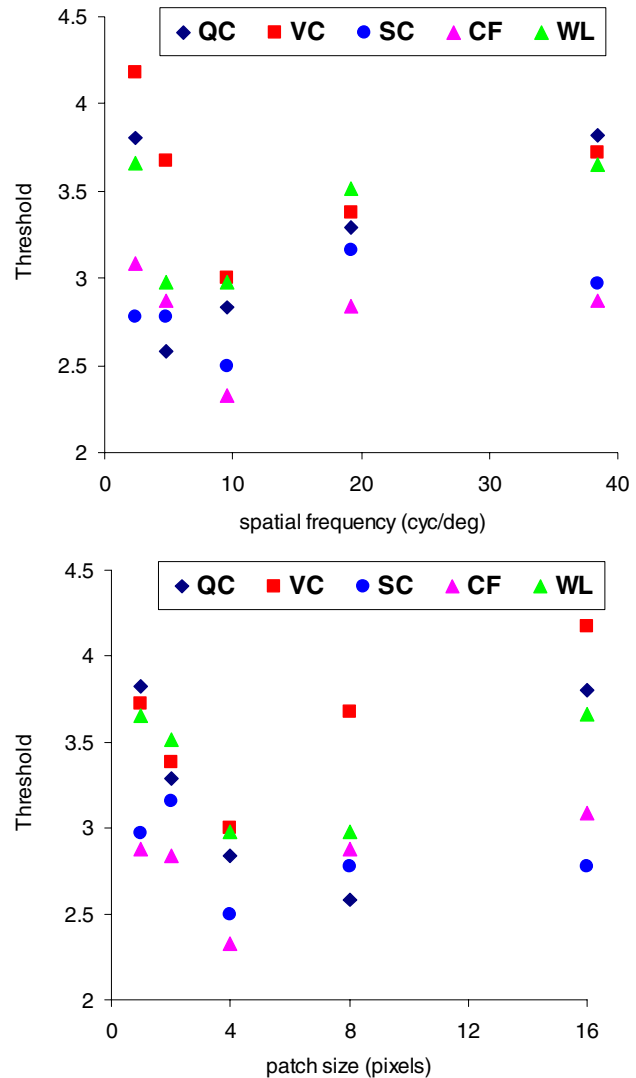 QC VC SC CF WL
4.5
4
3.5
3
2.5
2
Threshold
0 10 20 30 40
spatial frequency (cyc/deg)
QC VC SC CF WL
4.5
4
3.5
3
2.5
2
Threshold
0 4 8 12 16
patch size (pixels)